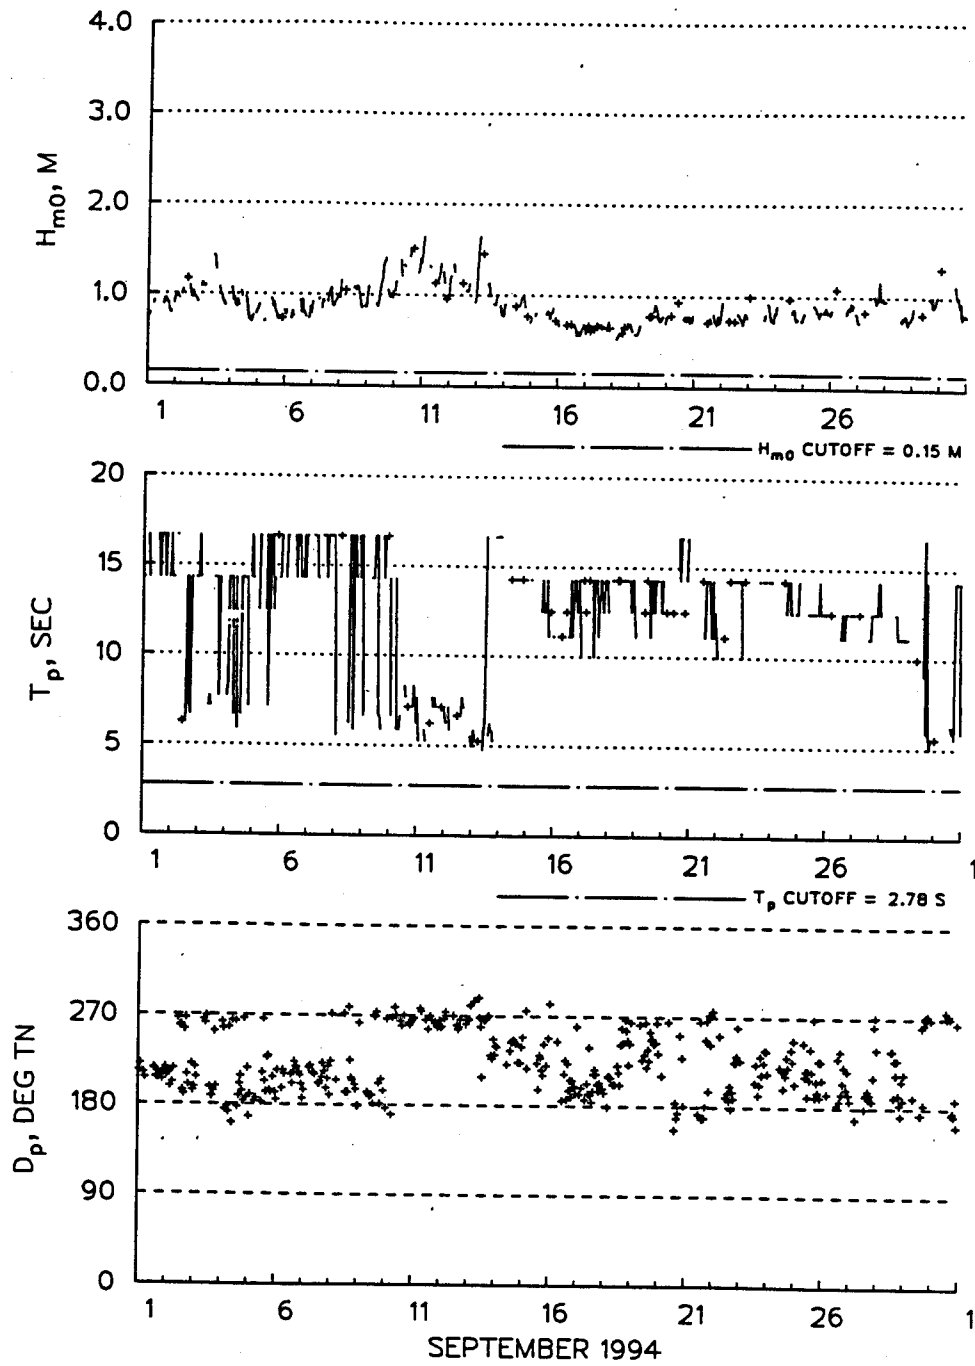 4.0
3.0
2.0
1.0
0.0
H_m0, M
1 6 11 16 21 26
H_m0 CUTOFF = 0.15 M
20
15
10
5
0
T_p, SEC
1 6 11 16 21 26 1
T_p CUTOFF = 2.78 S
360
270
180
90
0
D_p, DEG TN
1 6 11 16 21 26 1
SEPTEMBER 1994